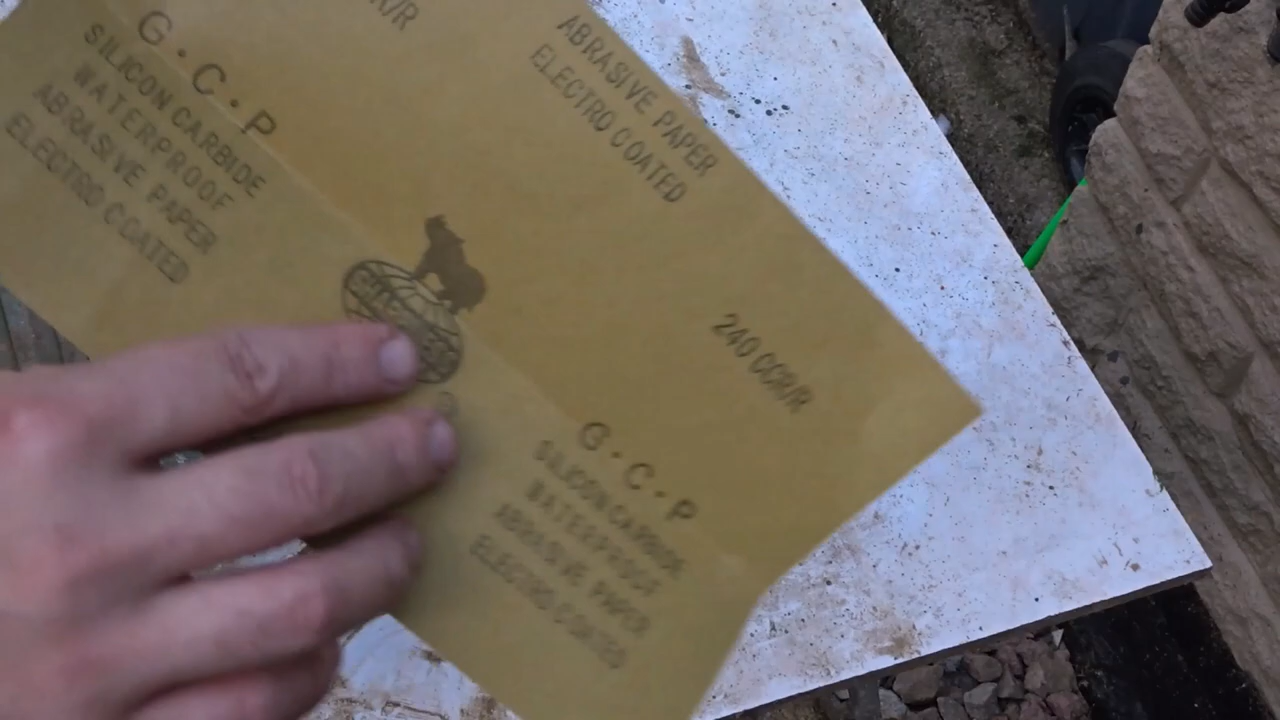 G · C · P
SILICON CARBIDE
WATERPROOF
ABRASIVE PAPER
ELECTRO COATED
ABRASIVE PAPER
ELECTRO COATED
240 CCR/R
G · C · P
SILICON CARBIDE
WATERPROOF
ABRASIVE PAPER
ELECTRO COATED